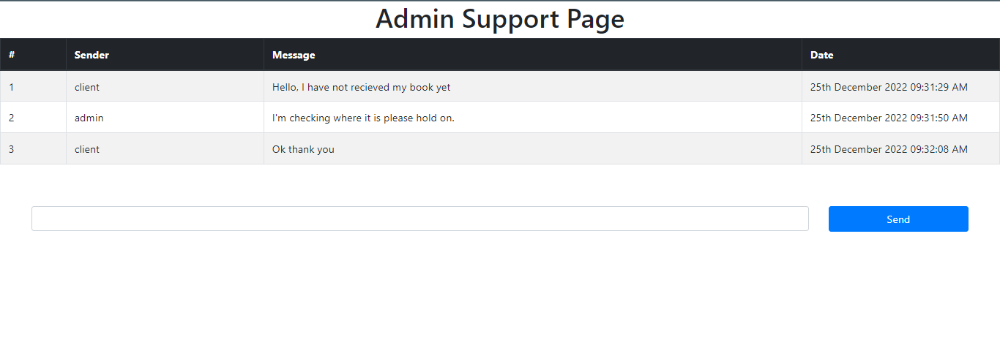 Admin Support Page
# Sender Message Date
1 client Hello, I have not recieved my book yet 25th December 2022 09:31:29 AM
2 admin I'm checking where it is please hold on. 25th December 2022 09:31:50 AM
3 client Ok thank you 25th December 2022 09:32:08 AM
Send